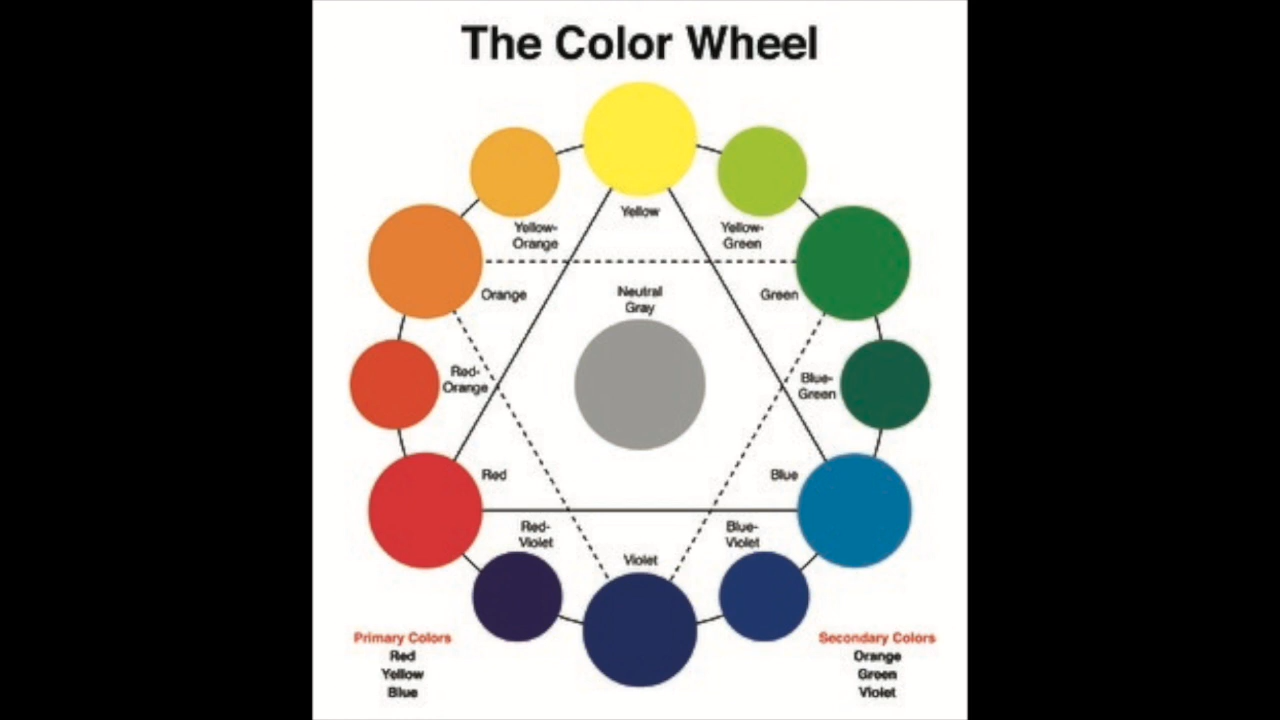 The Color Wheel
Yellow
Yellow-
Orange
Yellow-
Green
Orange
Neutral
Gray
Green
Red-
Orange
Blue-
Green
Red
Blue
Red-
Violet
Violet
Blue-
Violet
Primary Colors
Red
Yellow
Blue
Secondary Colors
Orange
Green
Violet